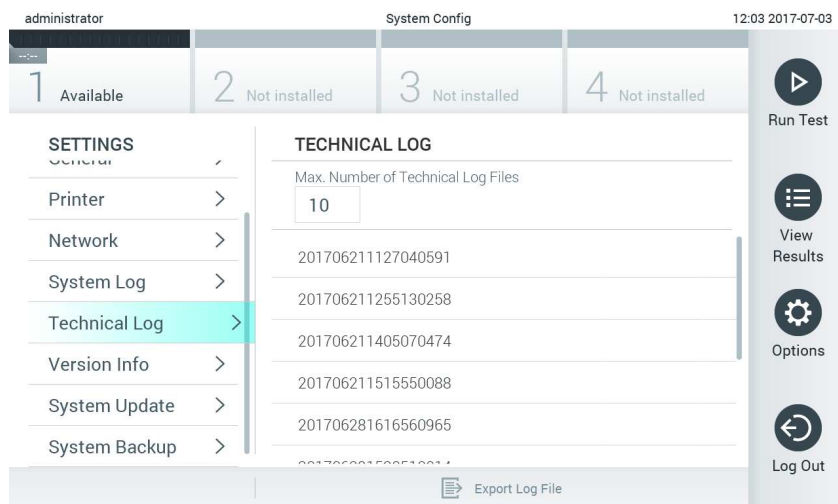 administrator
System Config
12:03 2017-07-03
--:--
1 Available
2 Not installed
3 Not installed
4 Not installed
Run Test
View Results
Options
Log Out
SETTINGS
General
Printer
Network
System Log
Technical Log
Version Info
System Update
System Backup
TECHNICAL LOG
Max. Number of Technical Log Files
10
201706211127040591
201706211255130258
201706211405070474
201706211515550088
201706281616560965
Export Log File